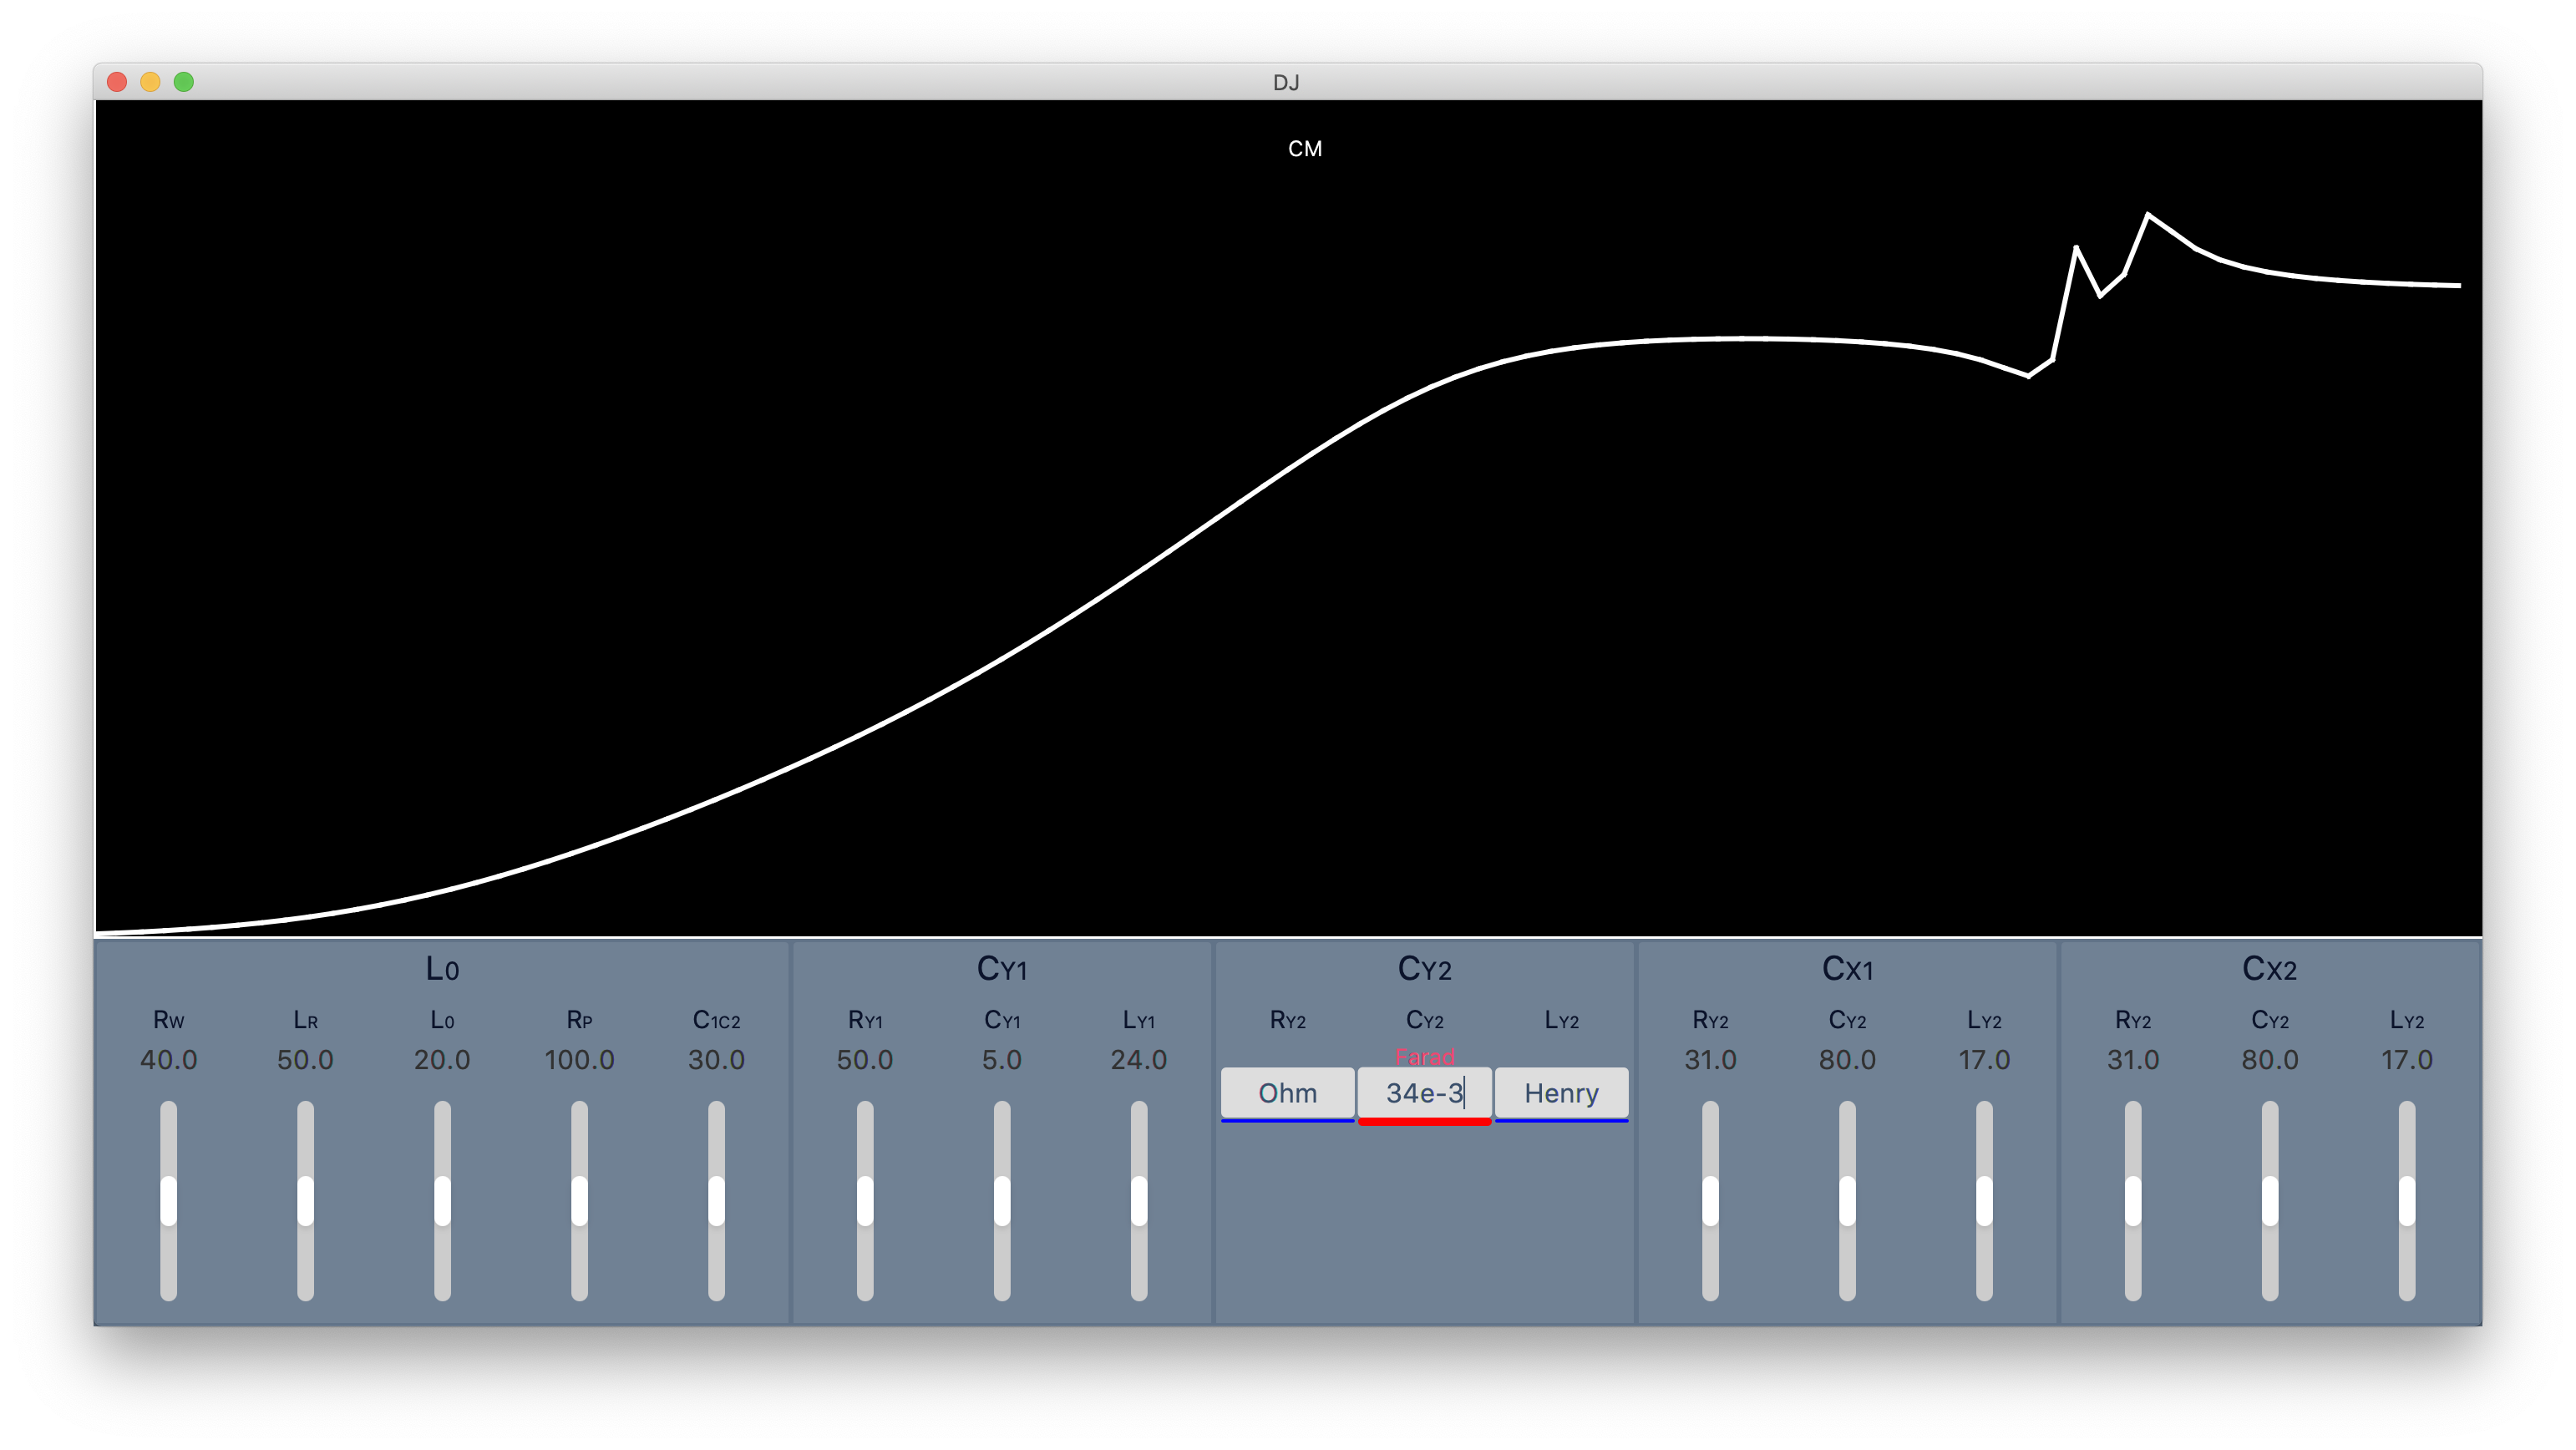 DJ
CM
L0 CY1 CY2 CX1 CX2
RW LR L0 RP C1C2 RY1 CY1 LY1 RY2 CY2 LY2 RY2 CY2 LY2 RY2 CY2 LY2
40.0 50.0 20.0 100.0 30.0 50.0 5.0 24.0 Farad 31.0 80.0 17.0 31.0 80.0 17.0
Ohm 34e-3 Henry